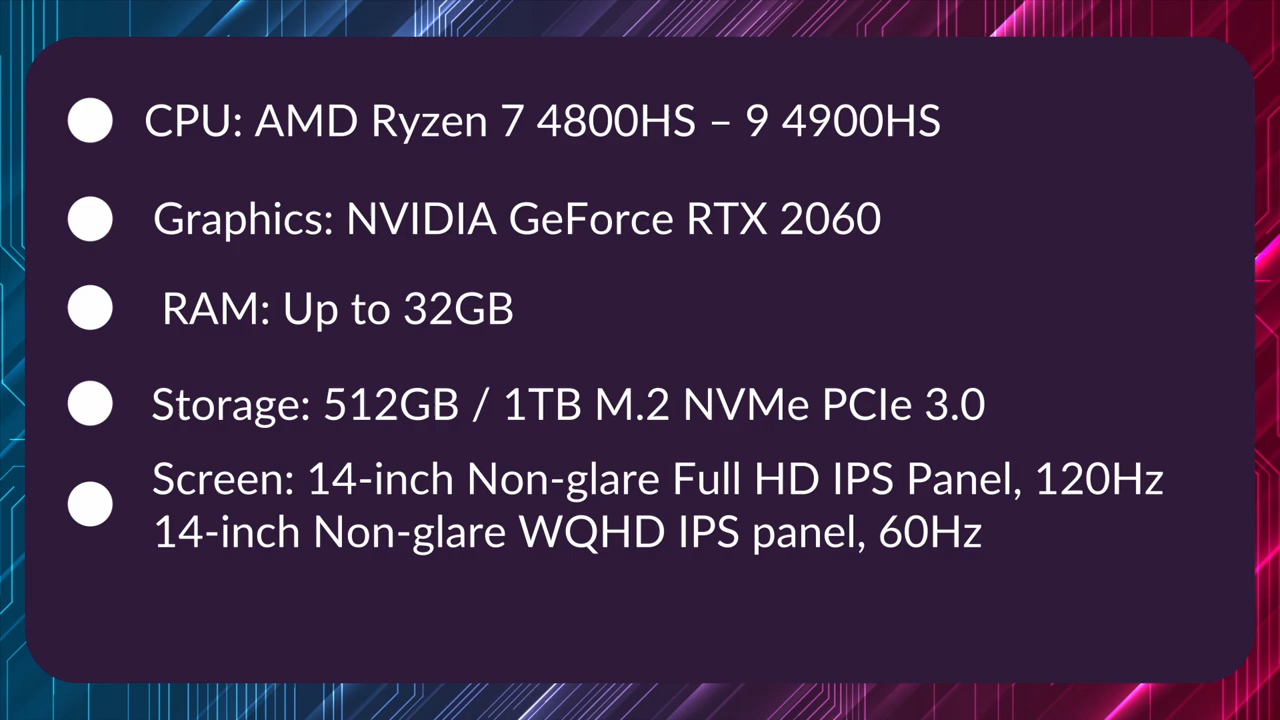 CPU: AMD Ryzen 7 4800HS – 9 4900HS
Graphics: NVIDIA GeForce RTX 2060
RAM: Up to 32GB
Storage: 512GB / 1TB M.2 NVMe PCIe 3.0
Screen: 14-inch Non-glare Full HD IPS Panel, 120Hz
14-inch Non-glare WQHD IPS panel, 60Hz